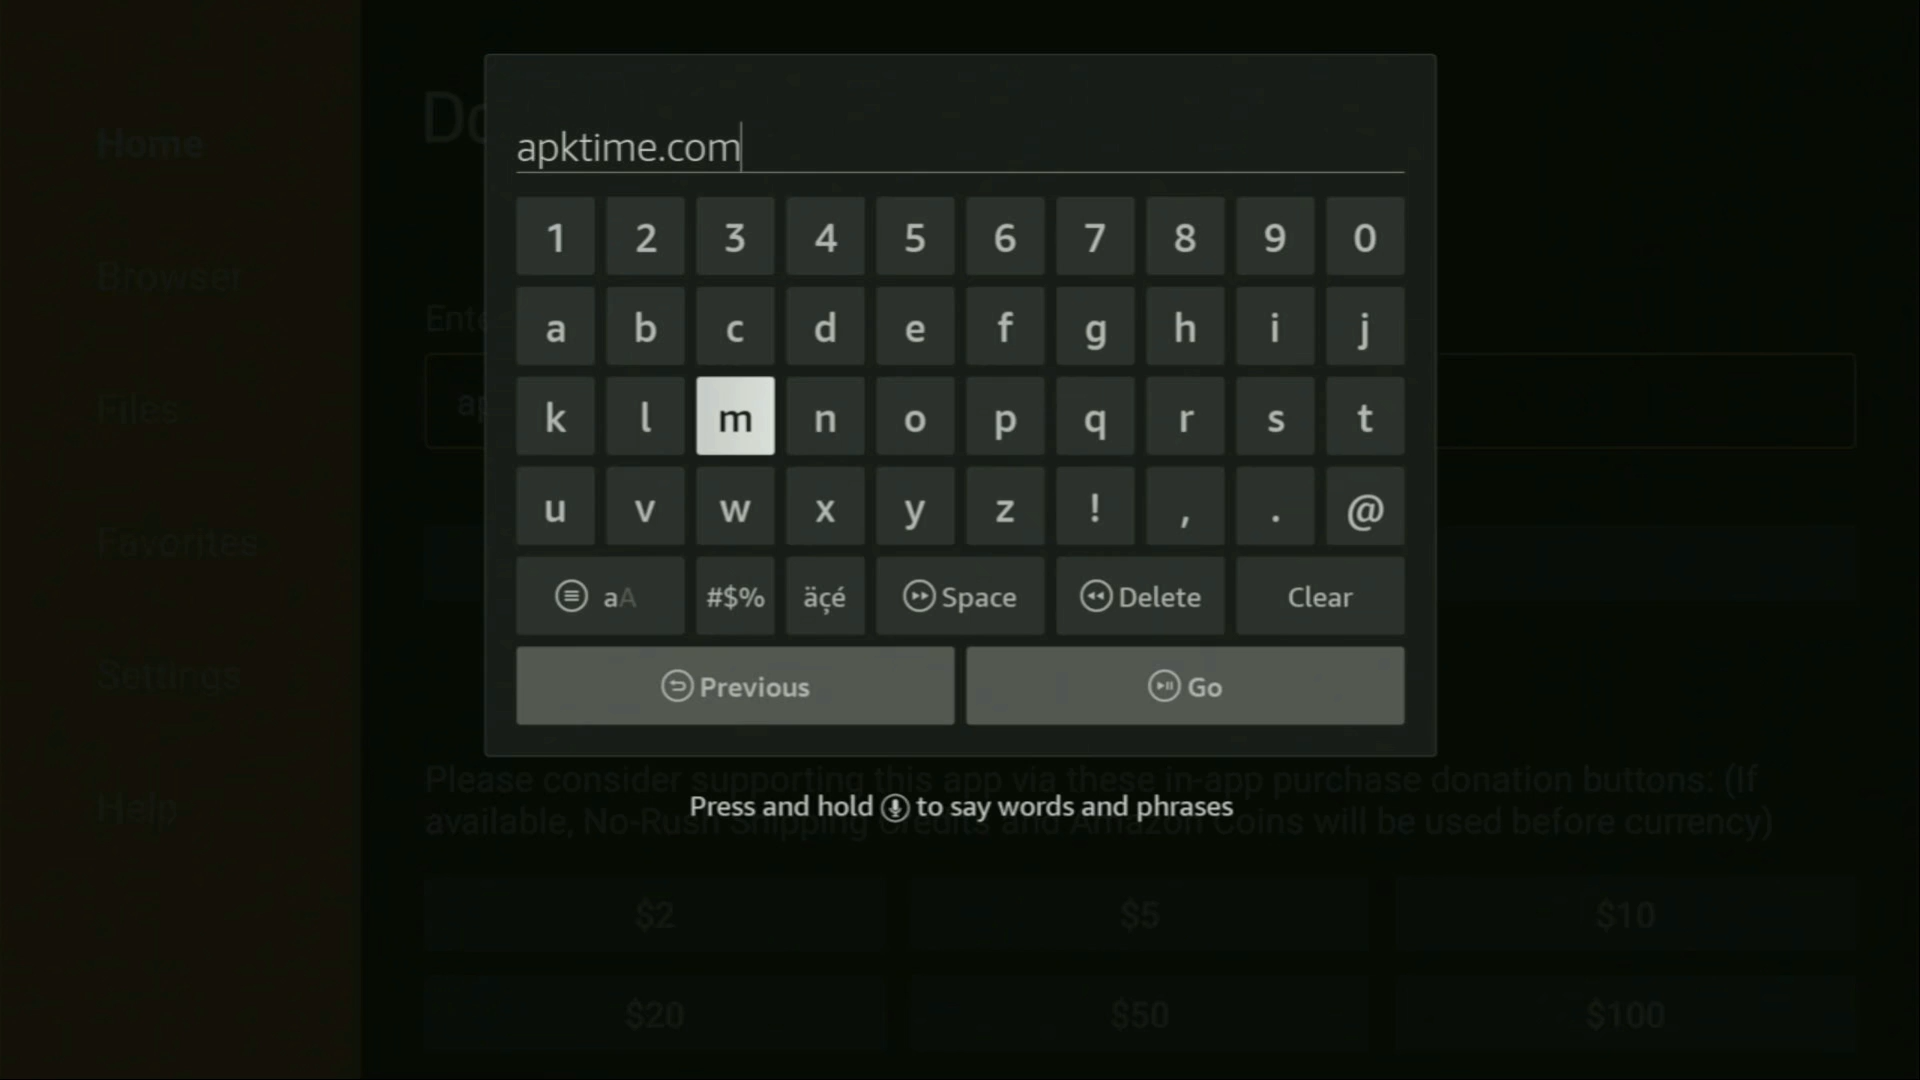 Home
Browser
Files
Favorites
Settings
Help
Do
Ente
ap
apktime.com
1 2 3 4 5 6 7 8 9 0
a b c d e f g h i j
k l m n o p q r s t
u v w x y z ! , . @
aA #$% äçé Space Delete Clear
Previous Go
Please consider supporting this app via these in-app purchase donation buttons: (If
available, No-Rush Shipping Credits and Amazon Coins will be used before currency)
Press and hold to say words and phrases
$2 $5 $10
$20 $50 $100